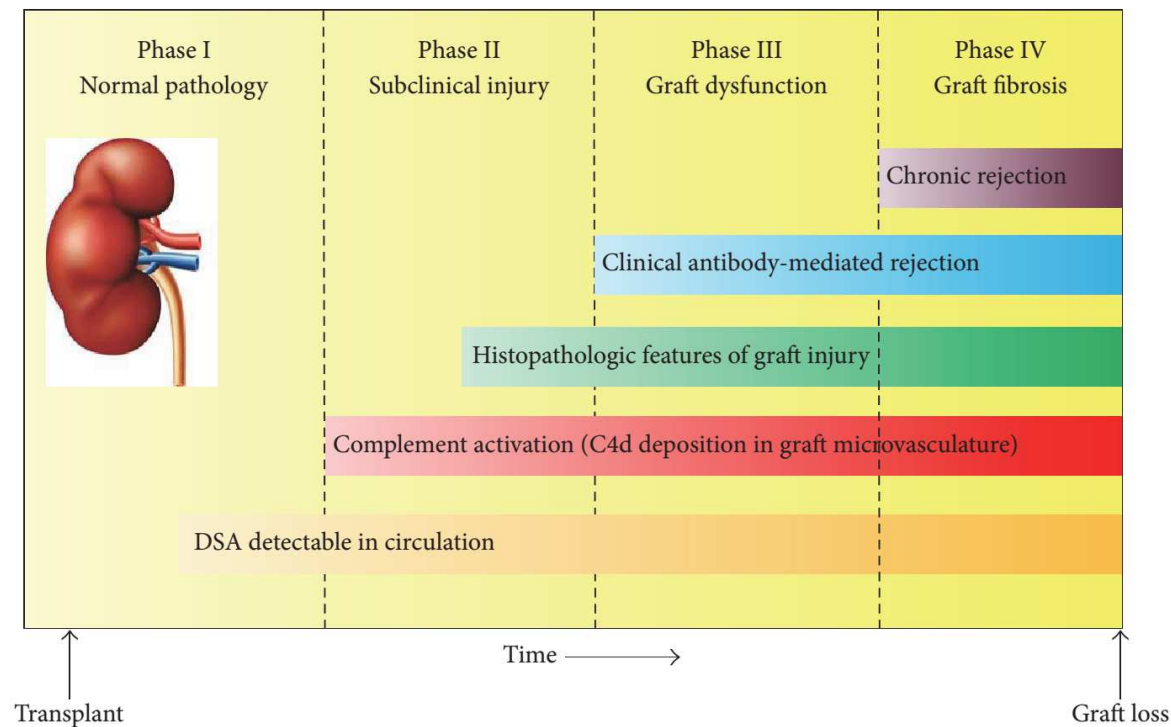 Phase I
Normal pathology
Phase II
Subclinical injury
Phase III
Graft dysfunction
Phase IV
Graft fibrosis
Chronic rejection
Clinical antibody-mediated rejection
Histopathologic features of graft injury
Complement activation (C4d deposition in graft microvasculature)
DSA detectable in circulation
Time
Transplant
Graft loss